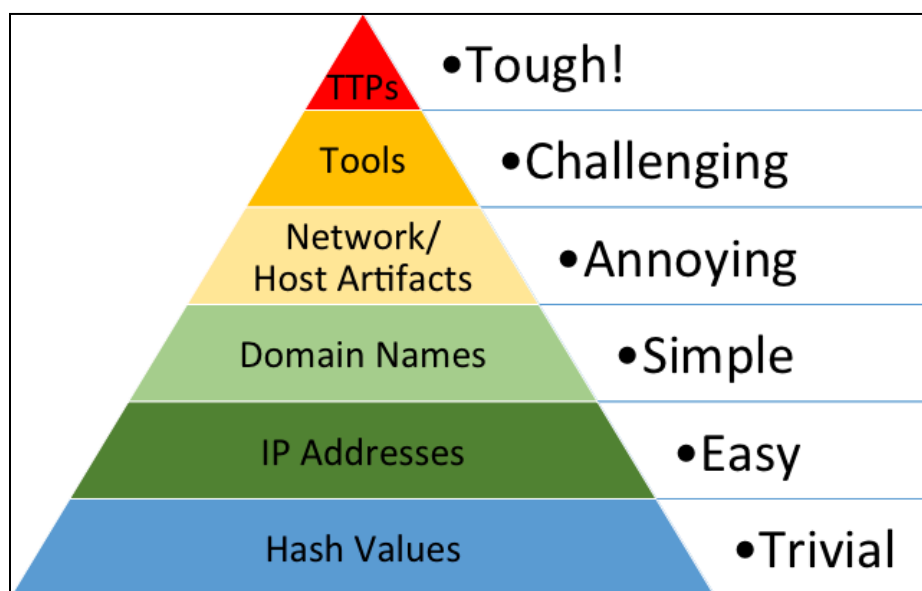 TTPs
•Tough!
Tools
•Challenging
Network/
Host Artifacts
•Annoying
Domain Names
•Simple
IP Addresses
•Easy
Hash Values
•Trivial